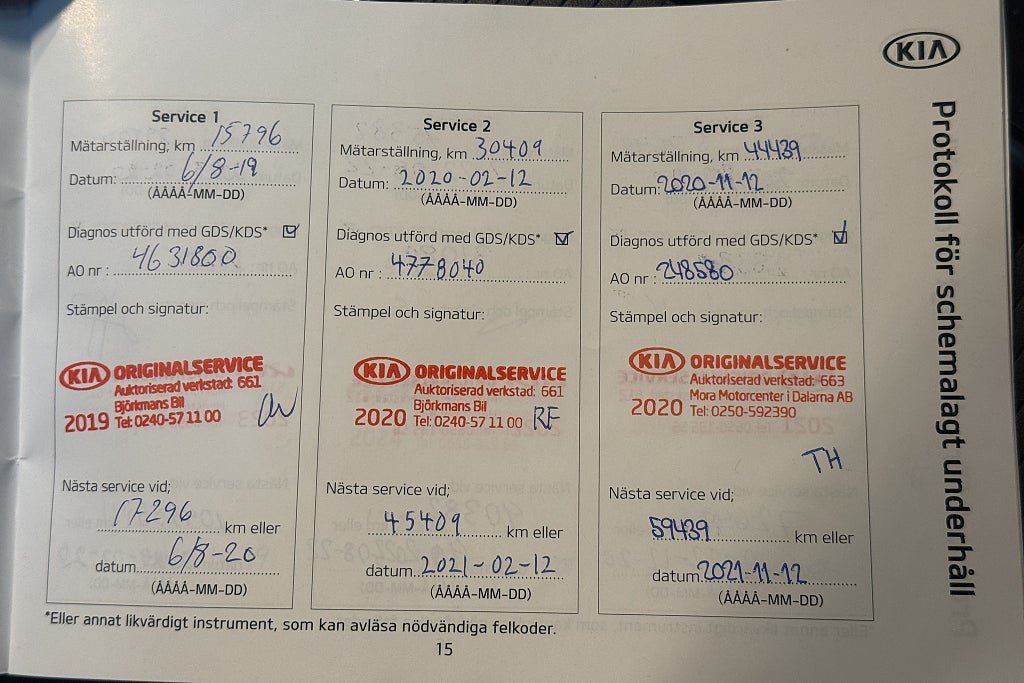 KIA
Protokoll för schemalagt underhåll
Service 1
Mätarställning, km 15796
Datum: 6/8-19
(ÅÅÅÅ-MM-DD)
Diagnos utförd med GDS/KDS*
AO nr : 4631800
Stämpel och signatur:
KIA ORIGINALSERVICE
Auktoriserad verkstad: 661
Björkmans Bil
2019 Tel: 0240-57 11 00
Nästa service vid;
17296 km eller
datum 6/8-20
(ÅÅÅÅ-MM-DD)
Service 2
Mätarställning, km 30409
Datum: 2020-02-12
(ÅÅÅÅ-MM-DD)
Diagnos utförd med GDS/KDS*
AO nr : 4778040
Stämpel och signatur:
KIA ORIGINALSERVICE
Auktoriserad verkstad: 661
Björkmans Bil
2020 Tel: 0240-57 11 00 RF
Nästa service vid;
45409 km eller
datum 2021-02-12
(ÅÅÅÅ-MM-DD)
Service 3
Mätarställning, km 44439
Datum: 2020-11-12
(ÅÅÅÅ-MM-DD)
Diagnos utförd med GDS/KDS*
AO nr : 248580
Stämpel och signatur:
KIA ORIGINALSERVICE
Auktoriserad verkstad: 663
Mora Motorcenter i Dalarna AB
2020 Tel: 0250-592390
TH
Nästa service vid;
59439 km eller
datum 2021-11-12
(ÅÅÅÅ-MM-DD)
*Eller annat likvärdigt instrument, som kan avläsa nödvändiga felkoder.
15